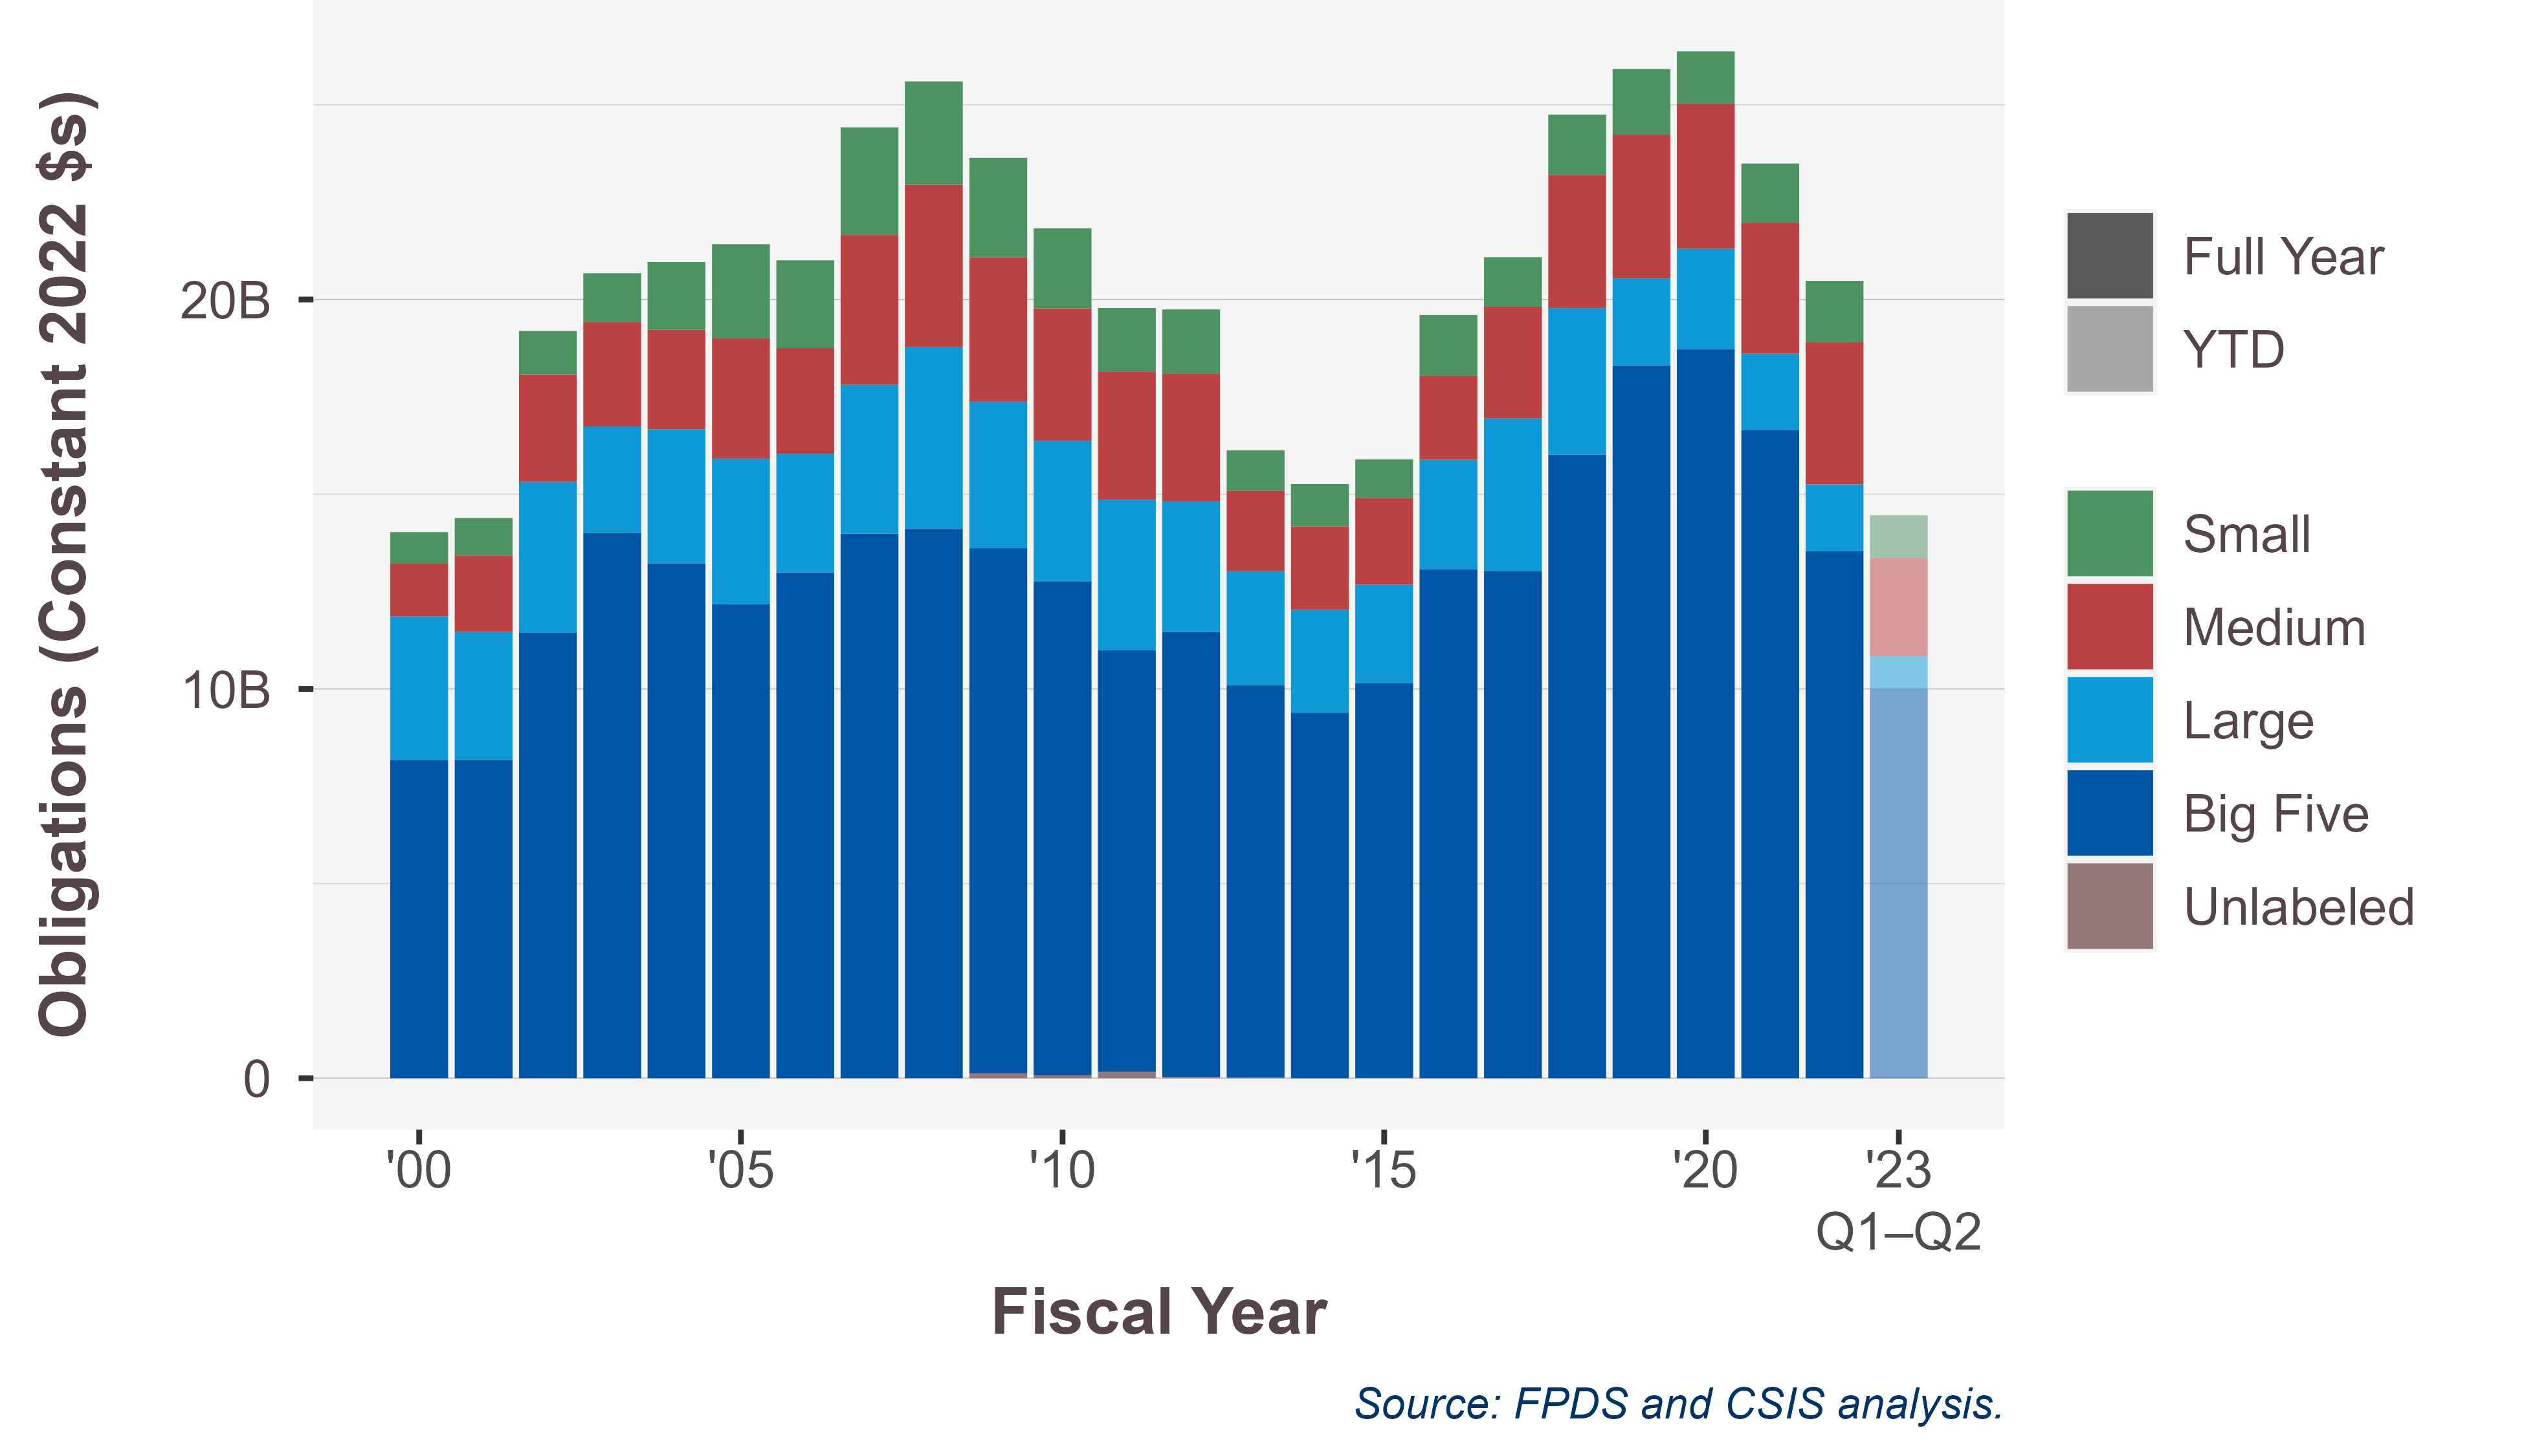 Obligations (Constant 2022 $s)
20B
10B
0
'00
'05
'10
'15
'20
'23
Q1–Q2
Fiscal Year
Full Year
YTD
Small
Medium
Large
Big Five
Unlabeled
Source: FPDS and CSIS analysis.